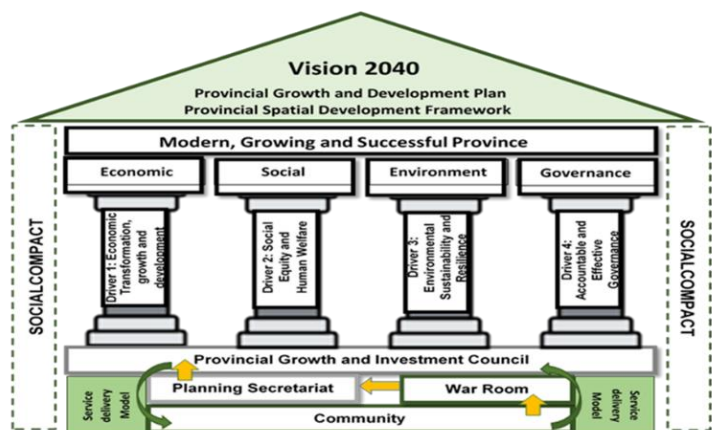 Vision 2040
Provincial Growth and Development Plan
Provincial Spatial Development Framework
Modern, Growing and Successful Province
Economic
Social
Environment
Governance
SOCIALCOMPACT
Driver 1: Economic
Transformation,
growth and
development
Driver 2: Social
Equity and
Human Welfare
Driver 3:
Environmental
Sustainability and
Resilience
Driver 4:
Accountable and
Effective
Governance
SOCIALCOMPACT
Provincial Growth and Investment Council
Service
delivery
Model
Planning Secretariat
War Room
Service
delivery
Model
Community